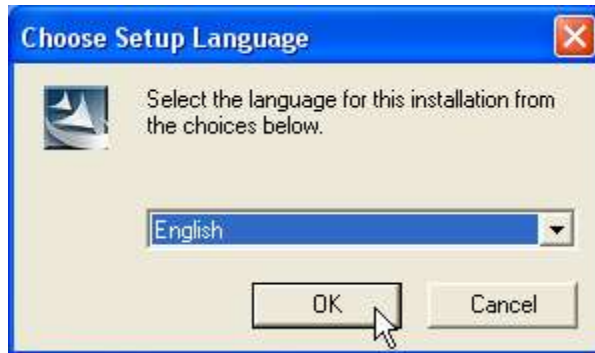 Choose Setup Language
Select the language for this installation from
the choices below.
English
OK
Cancel